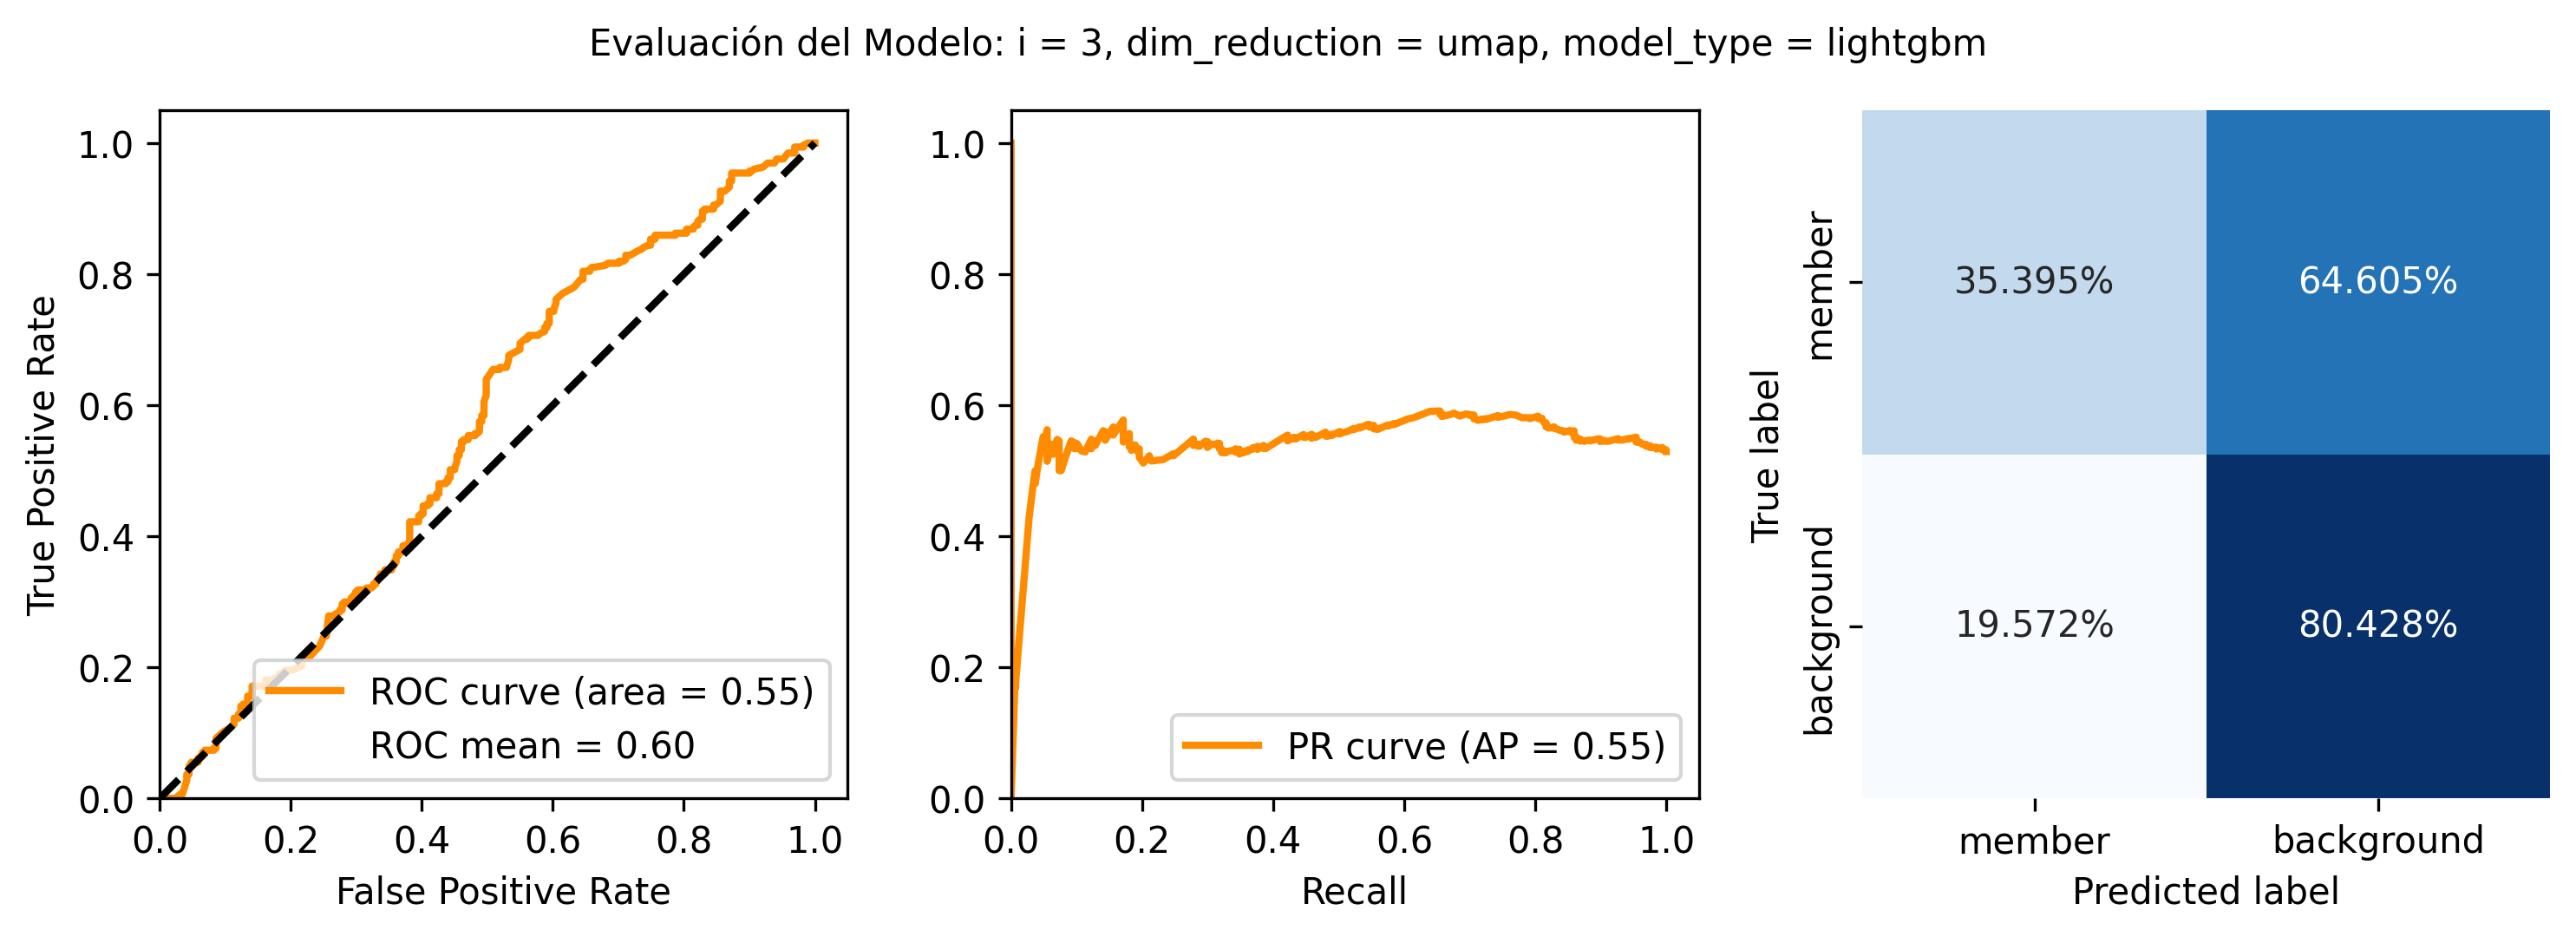 Evaluación del Modelo: i = 3, dim_reduction = umap, model_type = lightgbm
True Positive Rate
1.0
0.8
0.6
0.4
0.2
0.0
ROC curve (area = 0.55)
ROC mean = 0.60
0.0 0.2 0.4 0.6 0.8 1.0
False Positive Rate
1.0
0.8
0.6
0.4
0.2
0.0
PR curve (AP = 0.55)
0.0 0.2 0.4 0.6 0.8 1.0
Recall
True label
member
background
35.395% 64.605%
19.572% 80.428%
member background
Predicted label